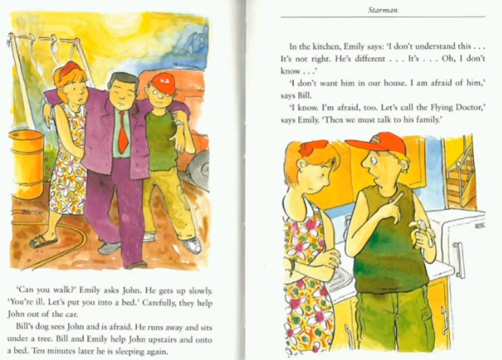 'Can you walk?' Emily asks John. He gets up slowly.
'You're ill. Let's put you into a bed.' Carefully, they help
John out of the car.
Bill's dog sees John and is afraid. He runs away and sits
under a tree. Bill and Emily help John upstairs and onto
a bed. Ten minutes later he is sleeping again.
Starman
In the kitchen, Emily says: 'I don't understand this . . .
It's not right. He's different . . . It's . . . Oh, I don't
know . . .'
'I don't want him in our house. I am afraid of him,'
says Bill.
'I know. I'm afraid, too. Let's call the Flying Doctor,'
says Emily. 'Then we must talk to his family.'